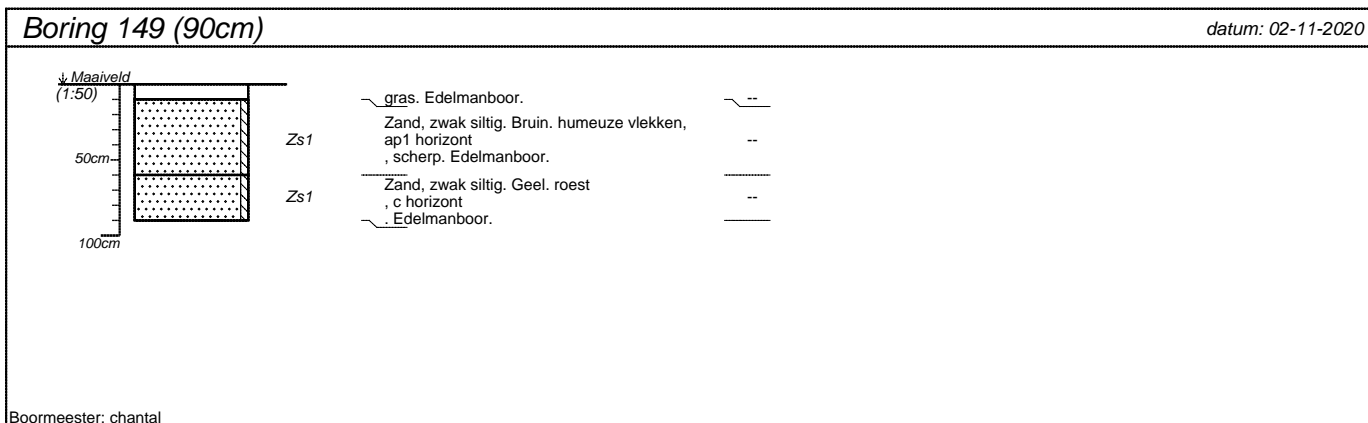 Boring 149 (90cm)
datum: 02-11-2020
Maaiveld
(1:50)
gras. Edelmanboor.
--
Zs1
Zand, zwak siltig. Bruin. humeuze vlekken,
ap1 horizont
, scherp. Edelmanboor.
--
50cm
Zs1
Zand, zwak siltig. Geel. roest
, c horizont
. Edelmanboor.
--
100cm
Boormeester: chantal